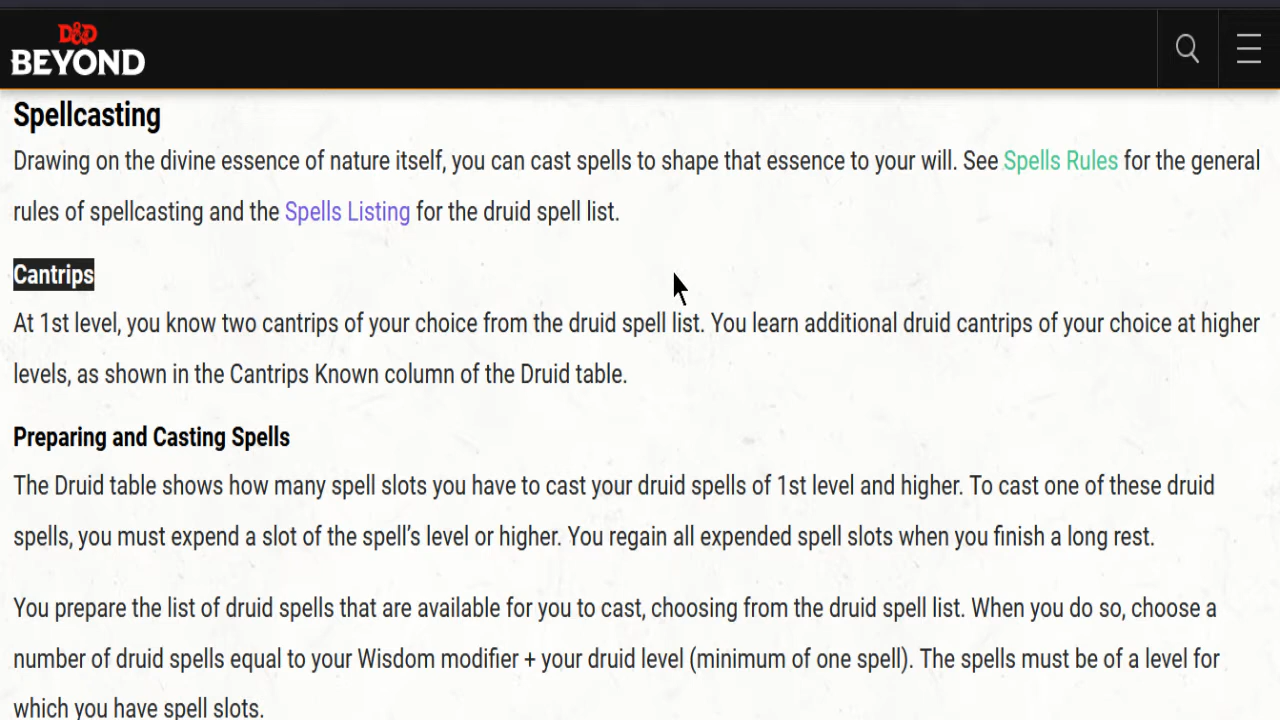 D&D
BEYOND
Spellcasting
Drawing on the divine essence of nature itself, you can cast spells to shape that essence to your will. See Spells Rules for the general
rules of spellcasting and the Spells Listing for the druid spell list.
Cantrips
At 1st level, you know two cantrips of your choice from the druid spell list. You learn additional druid cantrips of your choice at higher
levels, as shown in the Cantrips Known column of the Druid table.
Preparing and Casting Spells
The Druid table shows how many spell slots you have to cast your druid spells of 1st level and higher. To cast one of these druid
spells, you must expend a slot of the spell’s level or higher. You regain all expended spell slots when you finish a long rest.
You prepare the list of druid spells that are available for you to cast, choosing from the druid spell list. When you do so, choose a
number of druid spells equal to your Wisdom modifier + your druid level (minimum of one spell). The spells must be of a level for
which you have spell slots.